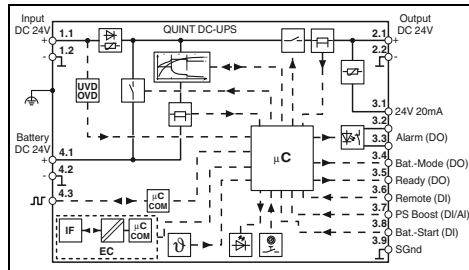 Input
DC 24V
QUINT DC-UPS
Output
DC 24V
+ 1.1
- 1.2
2.1 +
2.2 -
UVD
OVD
3.1
24V 20mA
3.2
Alarm (DO)
3.3
Battery
DC 24V
+ 4.1
- 4.2
4.3
µC
3.4
Bat.-Mode (DO)
3.5
Ready (DO)
3.6
Remote (DI)
3.7
PS Boost (DI/AI)
3.8
Bat.-Start (DI)
3.9
SGnd
µC
COM
IF
µC
COM
EC
ϑ